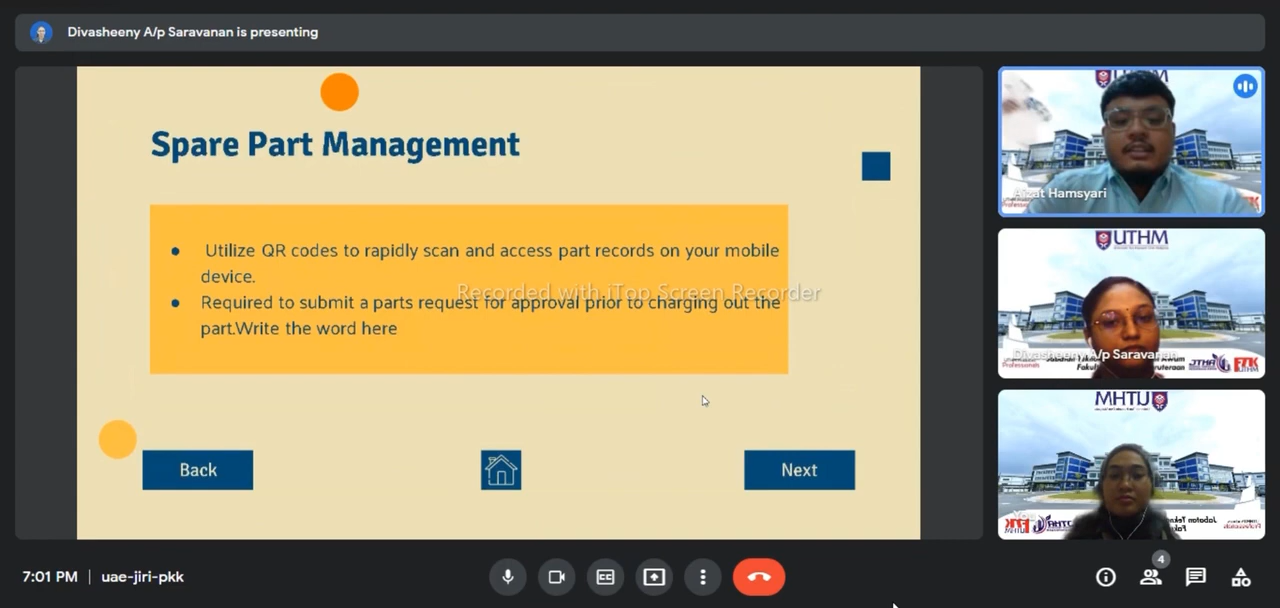 Divasheeny A/p Saravanan is presenting
Spare Part Management
● Utilize QR codes to rapidly scan and access part records on your mobile
device.
● Required to submit a parts request for approval prior to charging out the
part.Write the word here
Recorded with iTop Screen Recorder
Back
Next
Aizat Hamsyari
UTHM
Divasheeny A/p Saravanan
UTHM
You
7:01 PM | uae-jiri-pkk
CC
4